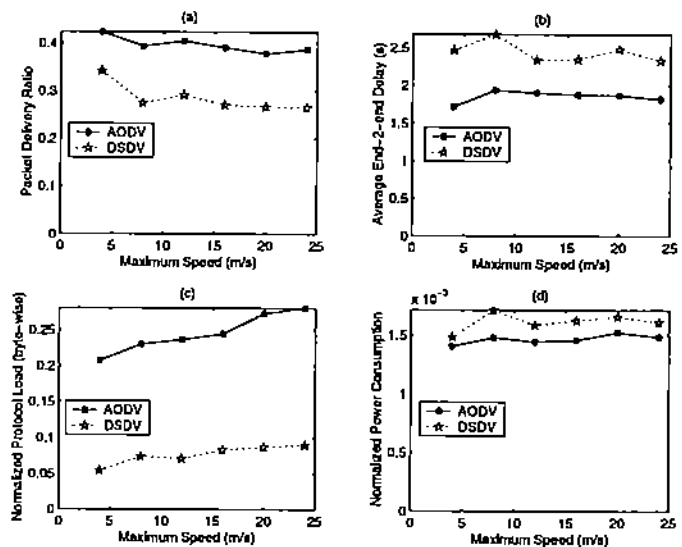 (a)
0.4
0.3
0.2
0.1
0
Packet Delivery Ratio
AODV
DSDV
0 5 10 15 20 25
Maximum Speed (m/s)
(b)
2.5
2
1.5
1
0.5
0
Average End-2-end Delay (s)
AODV
DSDV
0 5 10 15 20 25
Maximum Speed (m/s)
(c)
0.25
0.2
0.15
0.1
0.05
0
Normalized Protocol Load (byte-wise)
AODV
DSDV
0 5 10 15 20 25
Maximum Speed (m/s)
(d)
1.5
1
0.5
0
Normalized Power Consumption
AODV
DSDV
0 5 10 15 20 25
Maximum Speed (m/s)